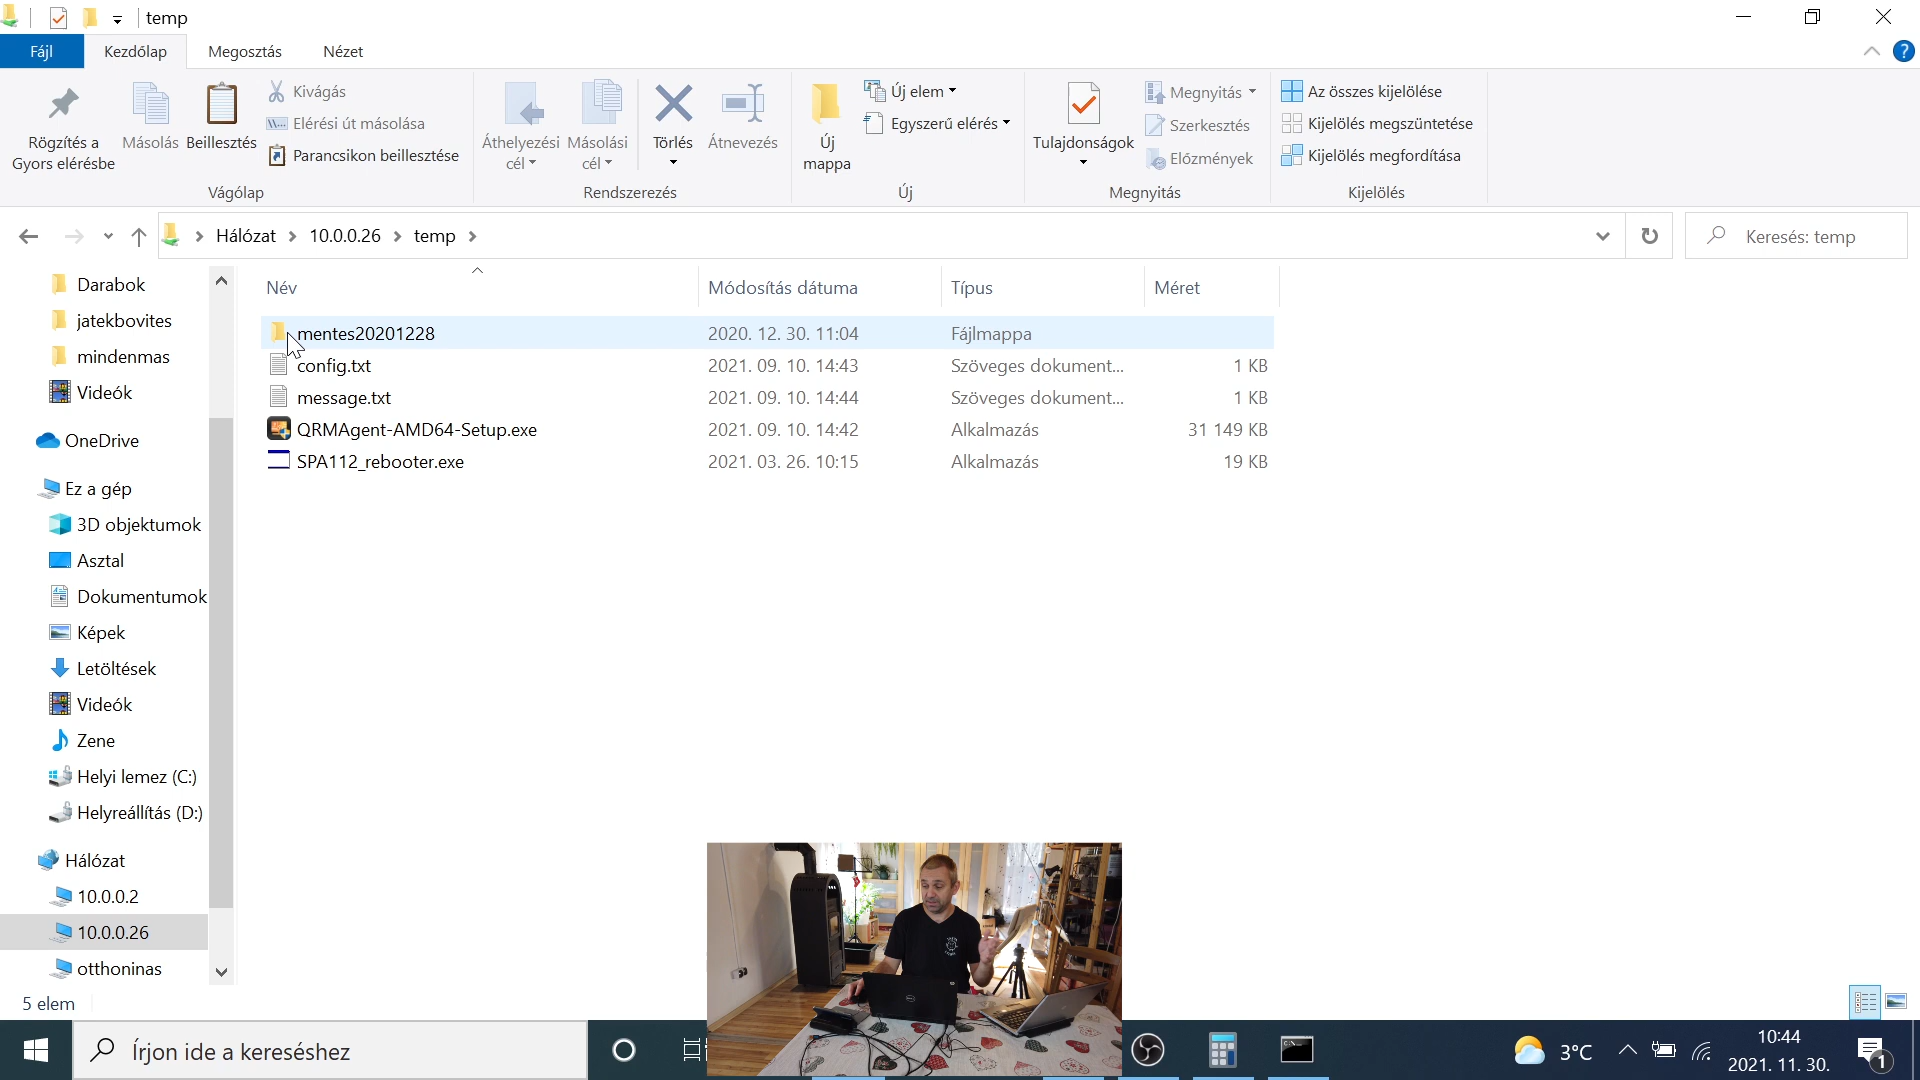 temp
Fájl Kezdőlap Megosztás Nézet
Rögzítés a
Gyors elérésbe
Másolás
Beillesztés
Kivágás
Elérési út másolása
Parancsikon beillesztése
Vágólap
Áthelyezési
cél
Másolási
cél
Törlés
Átnevezés
Rendszerezés
Új
mappa
Új elem
Egyszerű elérés
Új
Tulajdonságok
Megnyitás
Szerkesztés
Előzmények
Megnyitás
Az összes kijelölése
Kijelölés megszüntetése
Kijelölés megfordítása
Kijelölés
Hálózat 10.0.0.26 temp
Keresés: temp
Darabok
jatekbovites
mindenmas
Videók
OneDrive
Ez a gép
3D objektumok
Asztal
Dokumentumok
Képek
Letöltések
Videók
Zene
Helyi lemez (C:)
Helyreállítás (D:)
Hálózat
10.0.0.2
10.0.0.26
otthoninas
Név Módosítás dátuma Típus Méret
mentes20201228 2020. 12. 30. 11:04 Fájlmappa
config.txt 2021. 09. 10. 14:43 Szöveges dokument... 1 KB
message.txt 2021. 09. 10. 14:44 Szöveges dokument... 1 KB
QRMAgent-AMD64-Setup.exe 2021. 09. 10. 14:42 Alkalmazás 31 149 KB
SPA112_rebooter.exe 2021. 03. 26. 10:15 Alkalmazás 19 KB
5 elem
Írjon ide a kereséshez
3°C
10:44
2021. 11. 30.
1